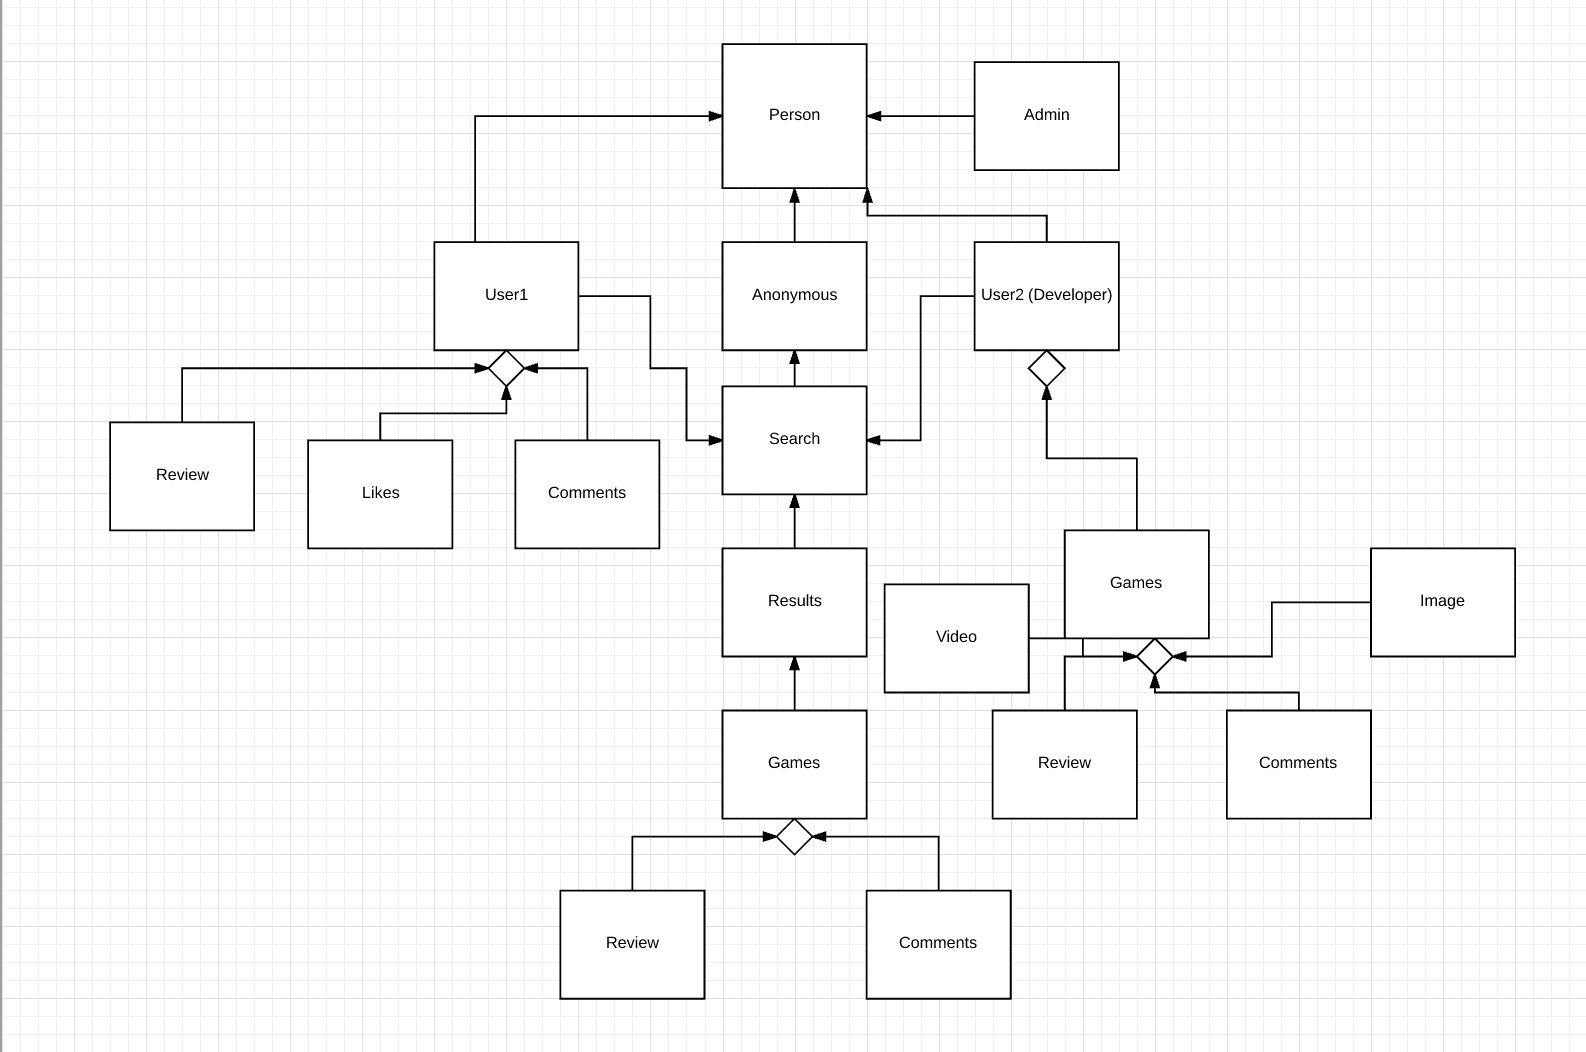 Person
Admin
User1
Anonymous
User2 (Developer)
Search
Review
Likes
Comments
Games
Results
Video
Image
Games
Review
Comments
Review
Comments